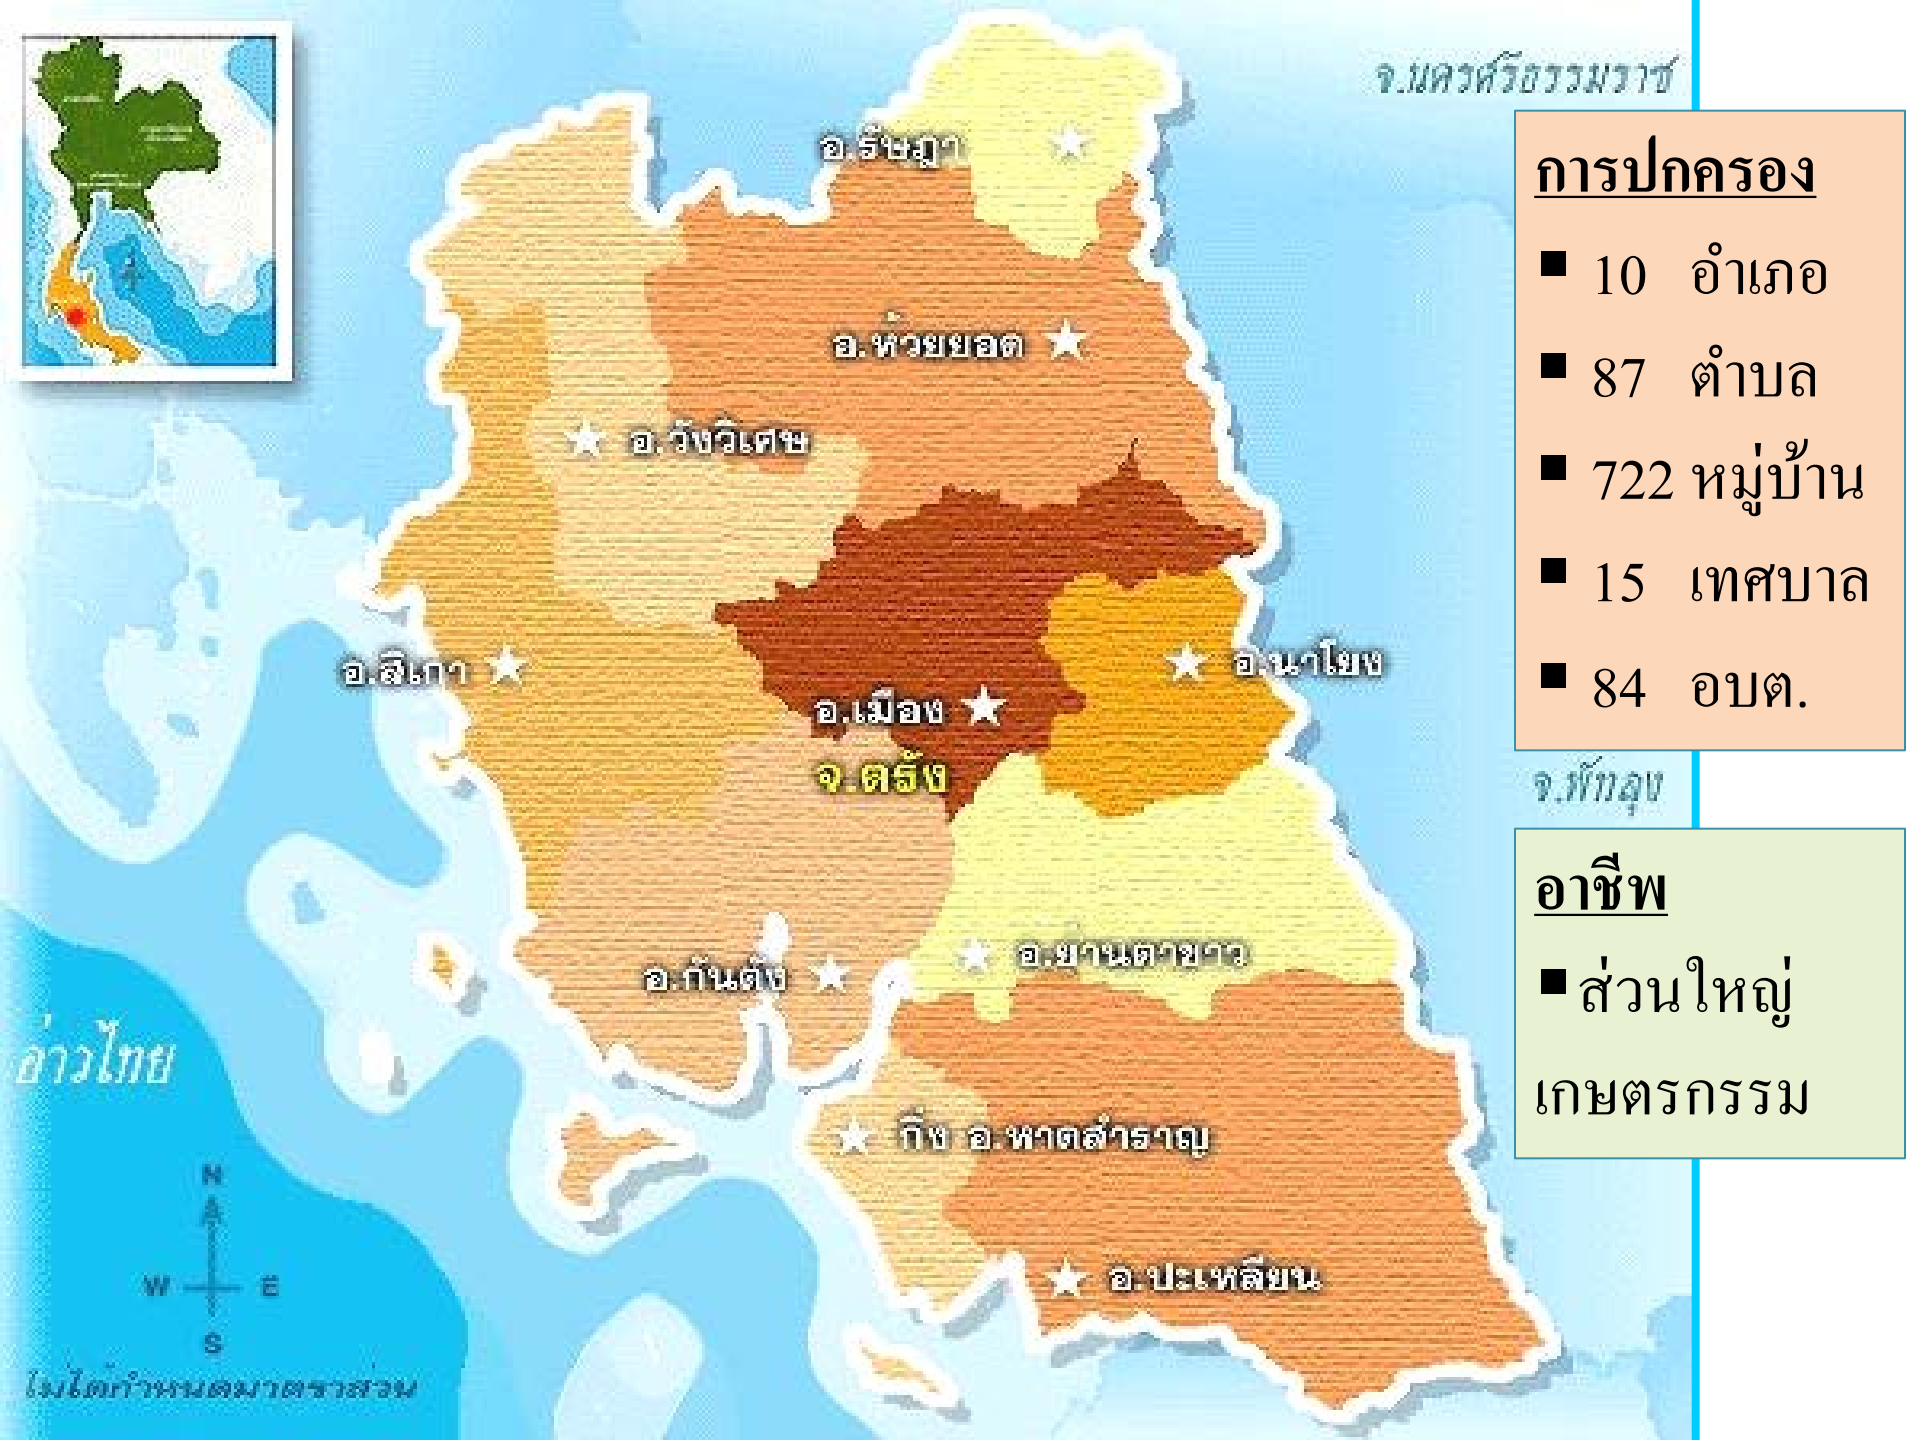 จ.นครศรีธรรมราช
อ.รัษฎา
อ.ห้วยยอด
อ.วังวิเศษ
อ.สิเกา
อ.นาโยง
อ.เมือง
จ.ตรัง
อ.กันตัง
อ.ย่านตาขาว
กิ่ง อ.หาดสำราญ
อ.ปะเหลียน
อ่าวไทย
N
W E
S
ไม่ได้กำหนดมาตราส่วน
จ.พัทลุง
การปกครอง
▪ 10 อำเภอ
▪ 87 ตำบล
▪ 722 หมู่บ้าน
▪ 15 เทศบาล
▪ 84 อบต.
อาชีพ
▪ ส่วนใหญ่
เกษตรกรรม